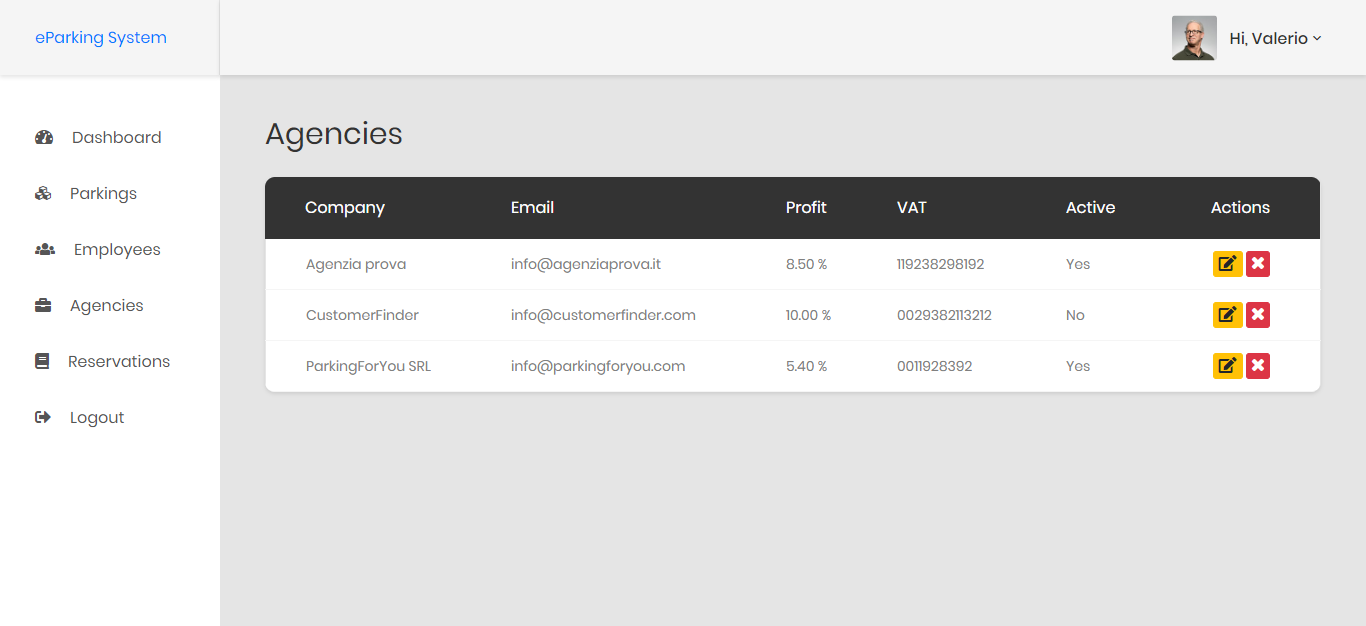 eParking System
Hi, Valerio
Dashboard
Parkings
Employees
Agencies
Reservations
Logout
Agencies
Company Email Profit VAT Active Actions
Agenzia prova info@agenziaprova.it 8.50 % 119238298192 Yes
CustomerFinder info@customerfinder.com 10.00 % 0029382113212 No
ParkingForYou SRL info@parkingforyou.com 5.40 % 0011928392 Yes